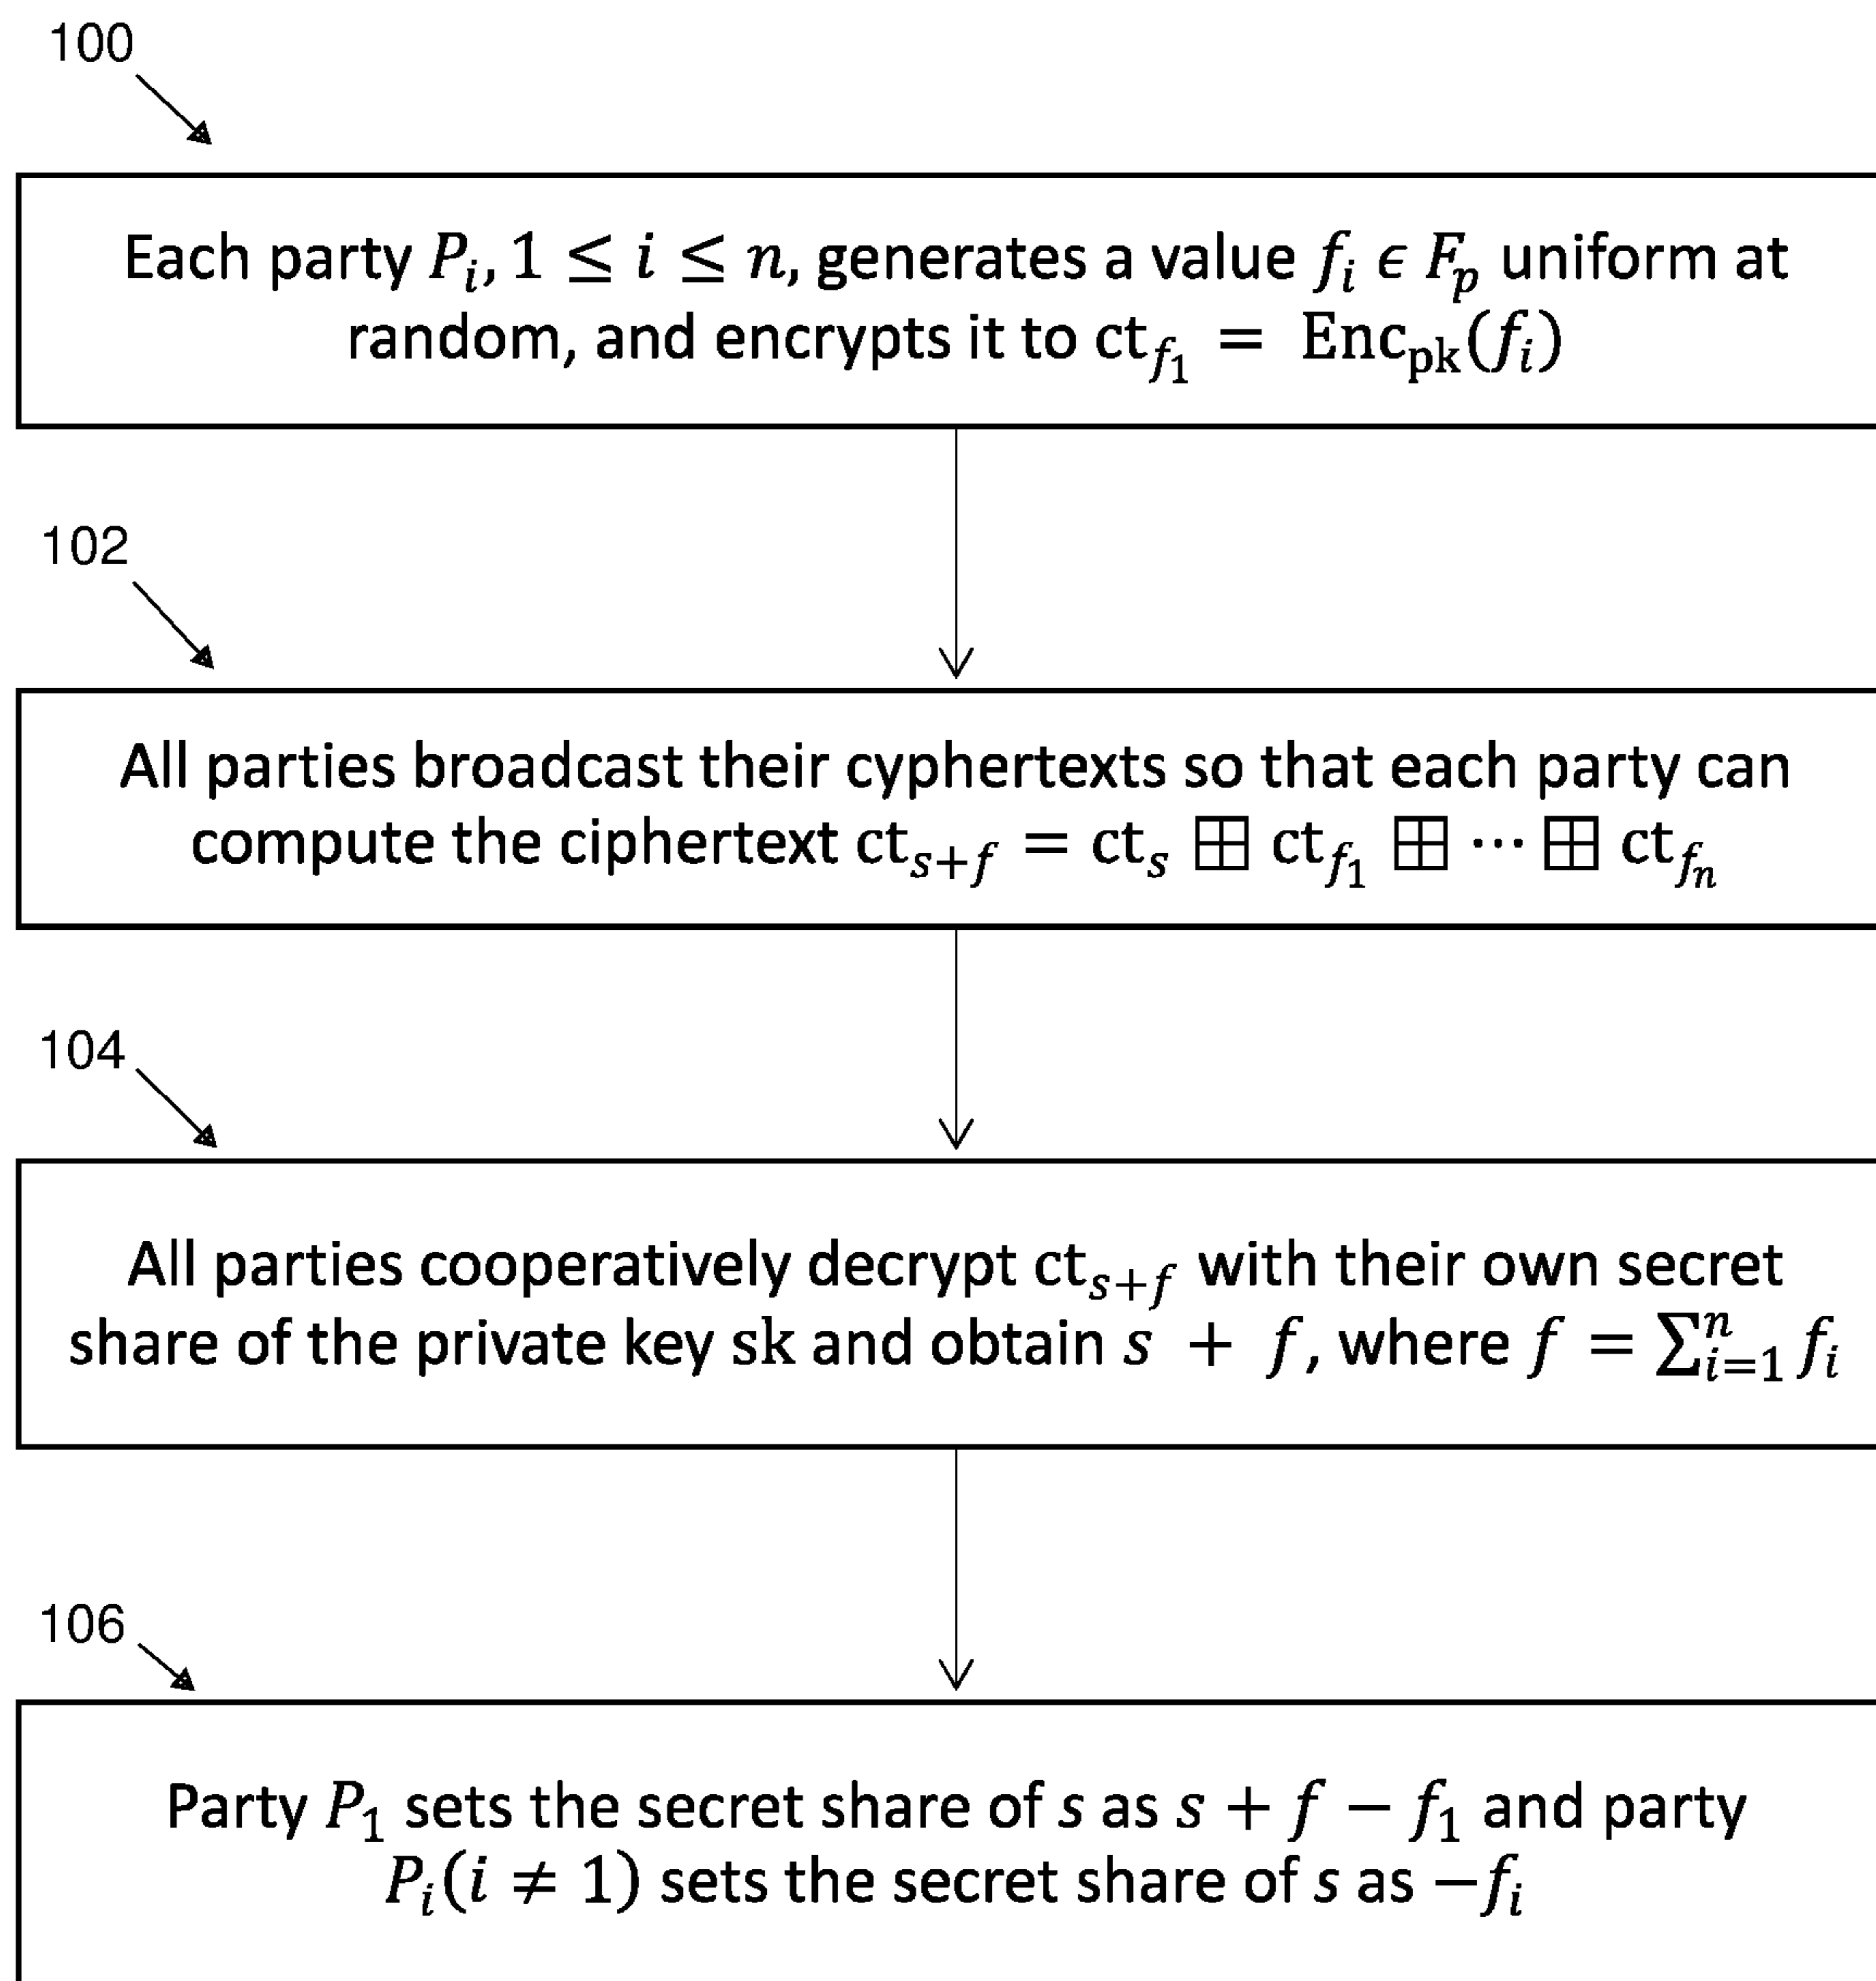 100
Each party P_i, 1 ≤ i ≤ n, generates a value f_i ϵ F_p uniform at
random, and encrypts it to ct_{f_1} = Enc_{pk}(f_i)
102
All parties broadcast their cyphertexts so that each party can
compute the ciphertext ct_{s+f} = ct_s ⊞ ct_{f_1} ⊞ ⋯ ⊞ ct_{f_n}
104
All parties cooperatively decrypt ct_{s+f} with their own secret
share of the private key sk and obtain s + f, where f = ∑_{i=1}^{n} f_i
106
Party P_1 sets the secret share of s as s + f − f_1 and party
P_i(i ≠ 1) sets the secret share of s as −f_i